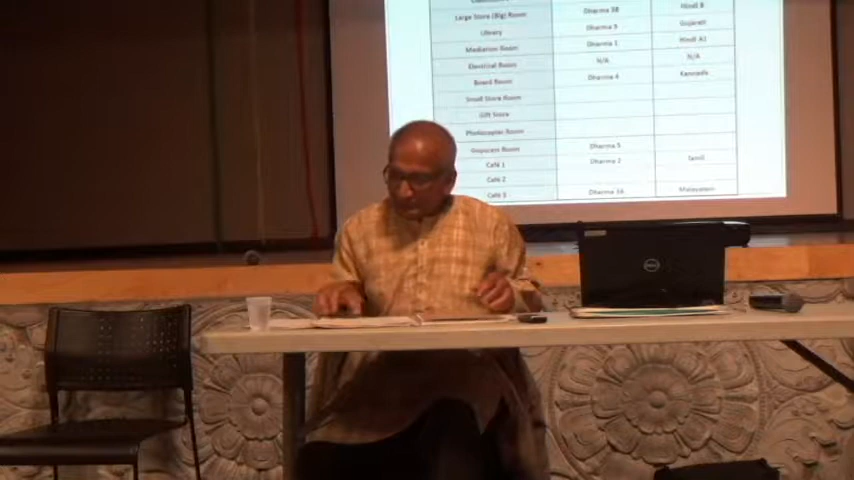 Large Store (Big) Room Dharma 3B Hindi B
Library Dharma 5 Gujarati
Mediation Room Dharma 1 Hindi A1
Electrical Room N/A N/A
Board Room Dharma 4 Kannada
Small Store Room
Gift Store
Photocopier Room
Gopuram Room Dharma 5
Café 1 Dharma 2 Tamil
Café 2
Café 3 Dharma 3A Malayalam
DELL